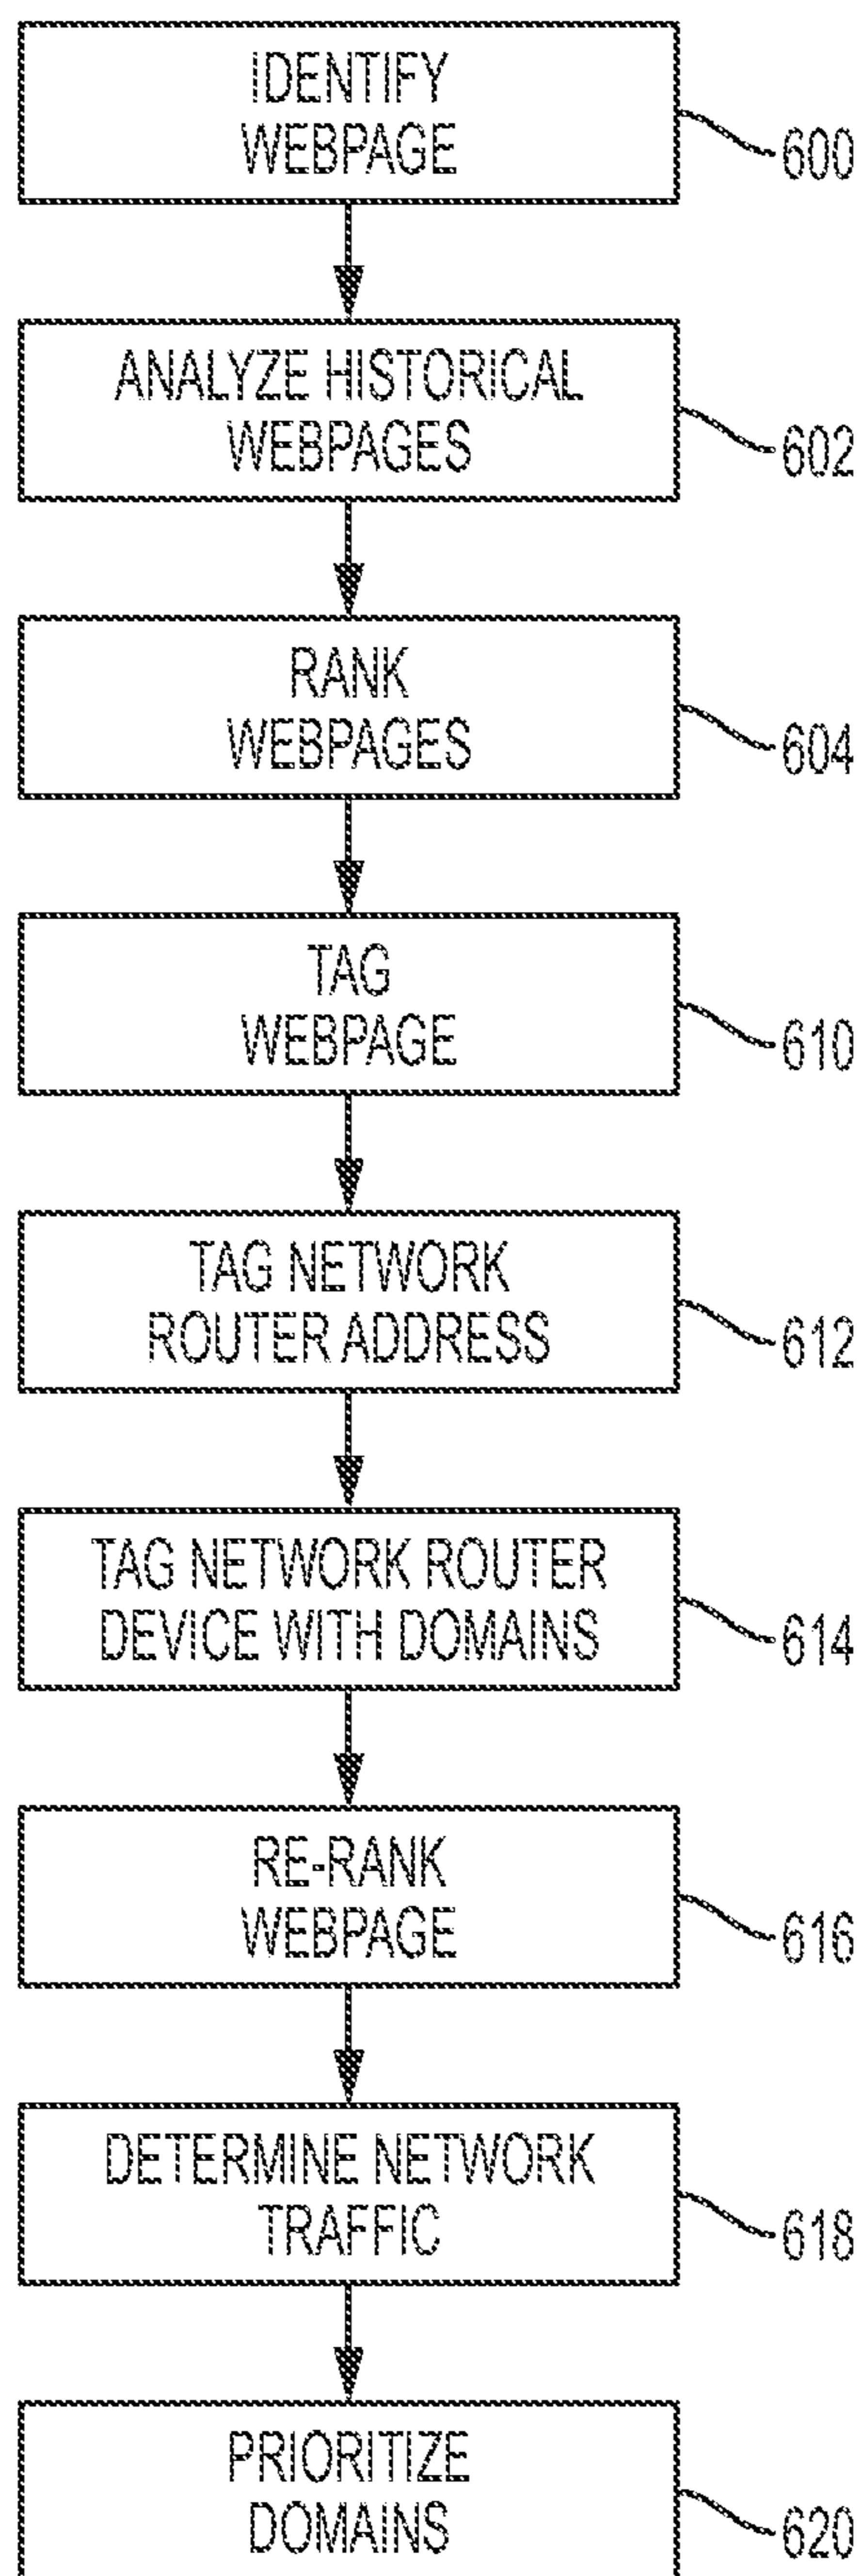 IDENTIFY
WEBPAGE
600
ANALYZE HISTORICAL
WEBPAGES
602
RANK
WEBPAGES
604
TAG
WEBPAGE
610
TAG NETWORK
ROUTER ADDRESS
612
TAG NETWORK ROUTER
DEVICE WITH DOMAINS
614
RE-RANK
WEBPAGE
616
DETERMINE NETWORK
TRAFFIC
618
PRIORITIZE
DOMAINS
620